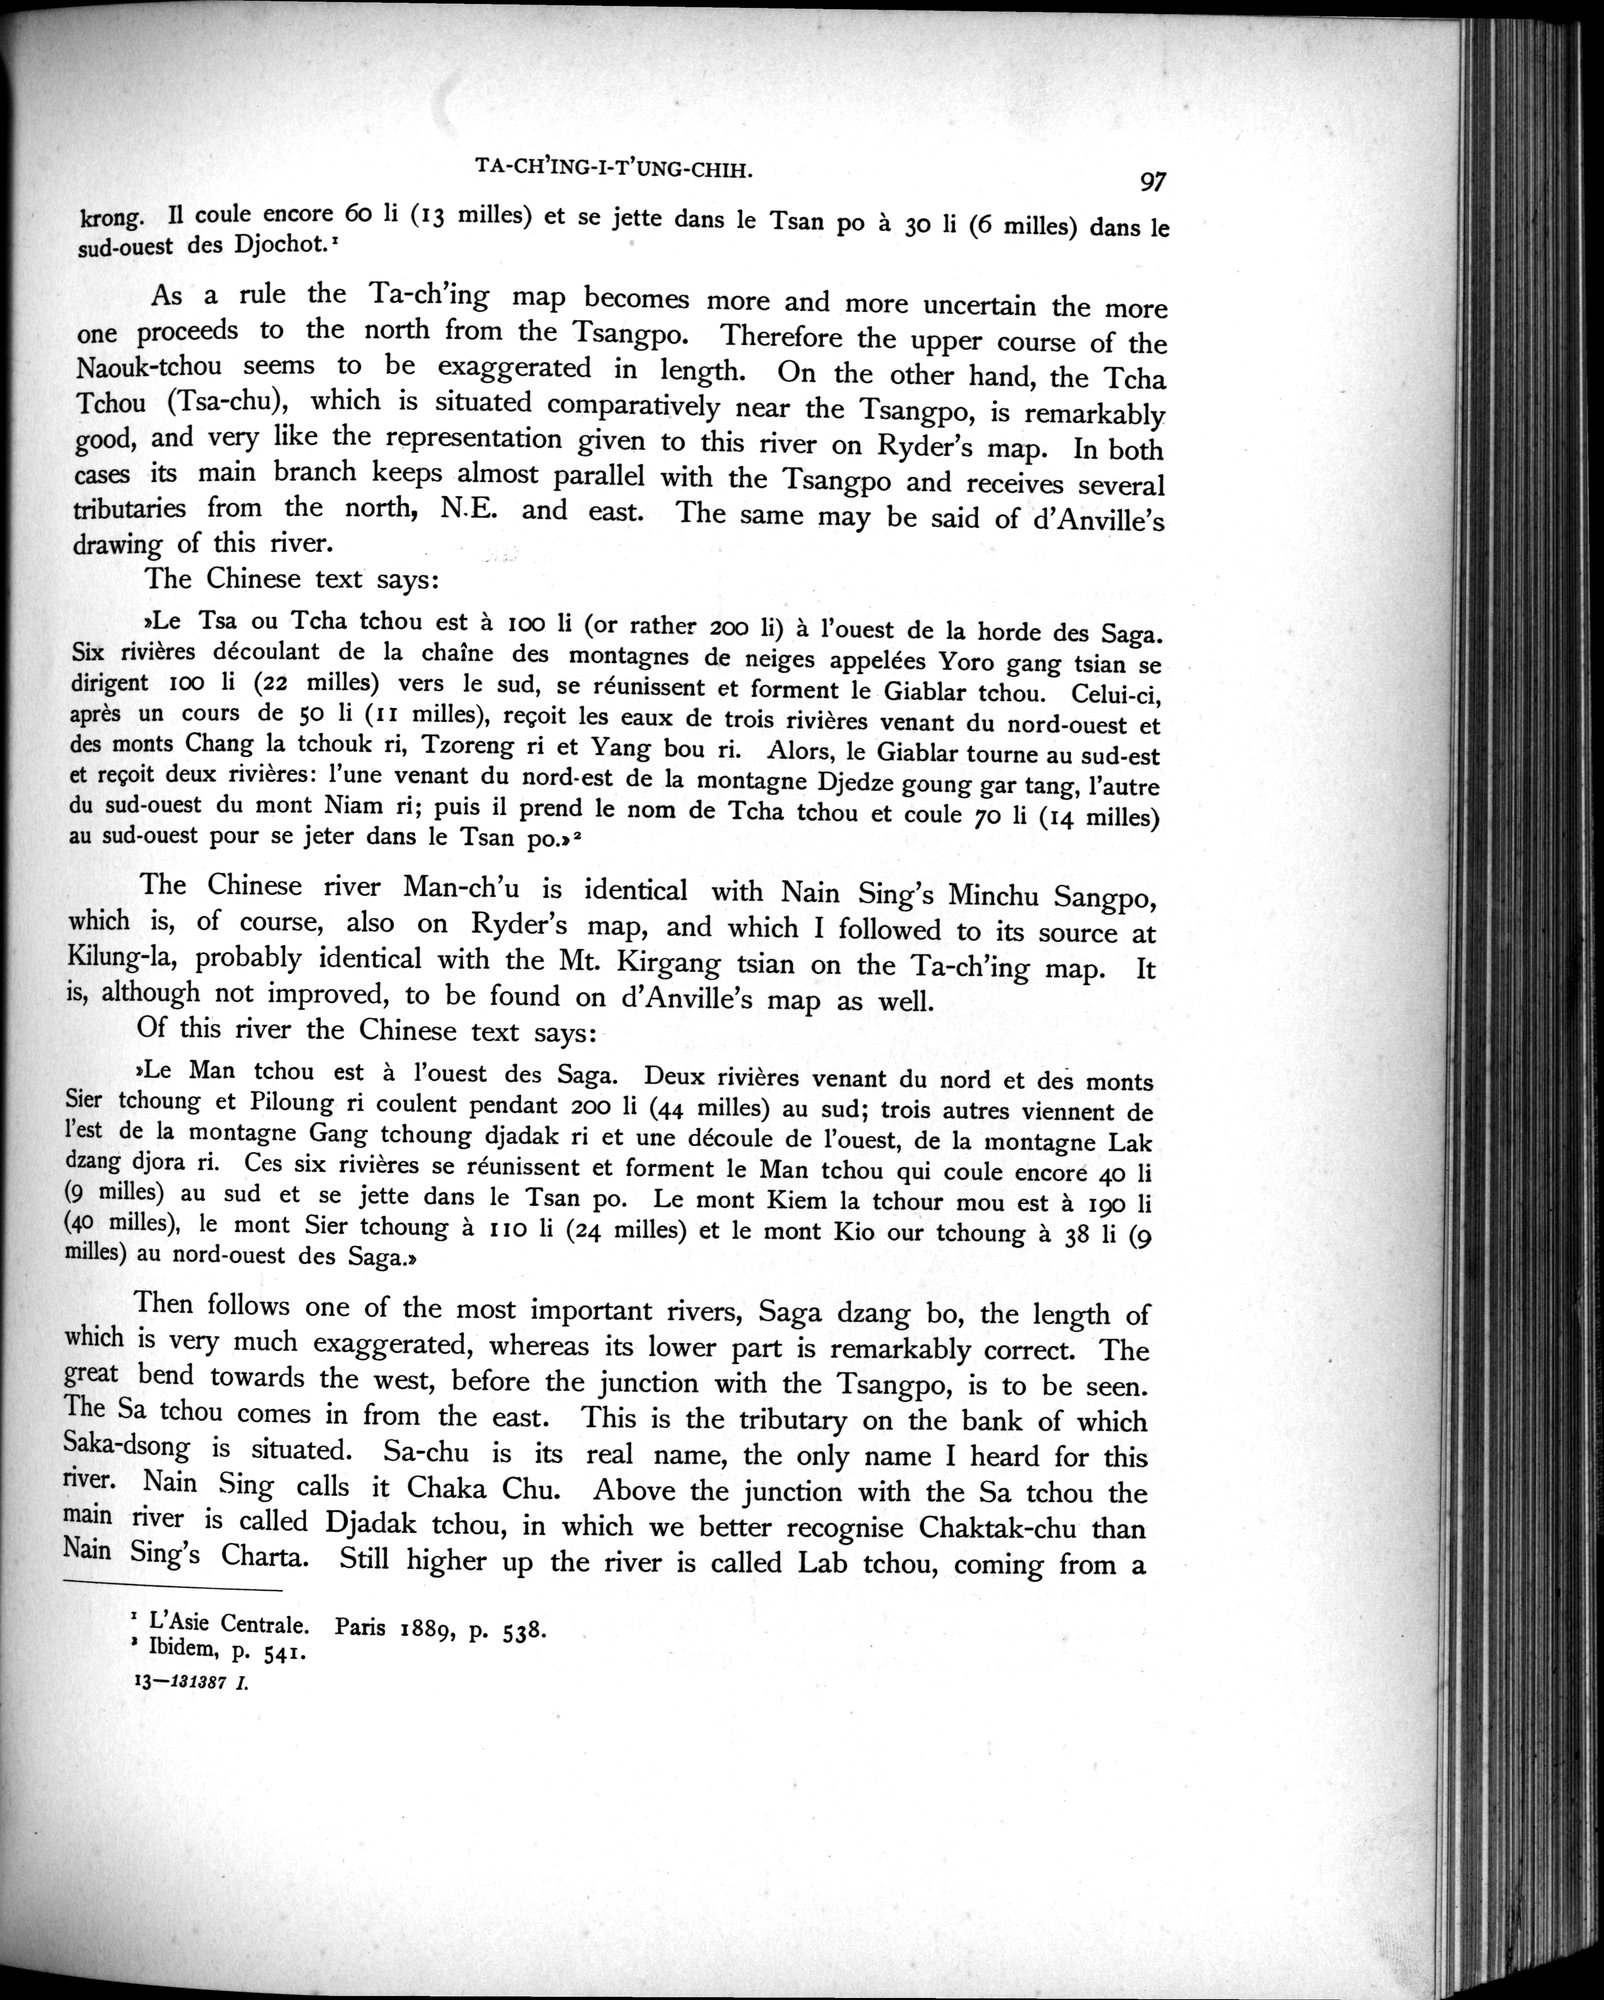 TA-CH’ING-I-T’UNG-CHIH.
97
krong. Il coule encore 60 li (13 milles) et se jette dans le Tsan po à 30 li (6 milles) dans le
sud-ouest des Djochot.¹
As a rule the Ta-ch’ing map becomes more and more uncertain the more
one proceeds to the north from the Tsangpo. Therefore the upper course of the
Naouk-tchou seems to be exaggerated in length. On the other hand, the Tcha
Tchou (Tsa-chu), which is situated comparatively near the Tsangpo, is remarkably
good, and very like the representation given to this river on Ryder’s map. In both
cases its main branch keeps almost parallel with the Tsangpo and receives several
tributaries from the north, N.E. and east. The same may be said of d’Anville’s
drawing of this river.
The Chinese text says:
»Le Tsa ou Tcha tchou est à 100 li (or rather 200 li) à l’ouest de la horde des Saga.
Six rivières découlant de la chaîne des montagnes de neiges appelées Yoro gang tsian se
dirigent 100 li (22 milles) vers le sud, se réunissent et forment le Giablar tchou. Celui-ci,
après un cours de 50 li (11 milles), reçoit les eaux de trois rivières venant du nord-ouest et
des monts Chang la tchouk ri, Tzoreng ri et Yang bou ri. Alors, le Giablar tourne au sud-est
et reçoit deux rivières: l’une venant du nord-est de la montagne Djedze goung gar tang, l’autre
du sud-ouest du mont Niam ri; puis il prend le nom de Tcha tchou et coule 70 li (14 milles)
au sud-ouest pour se jeter dans le Tsan po.»²
The Chinese river Man-ch’u is identical with Nain Sing’s Minchu Sangpo,
which is, of course, also on Ryder’s map, and which I followed to its source at
Kilung-la, probably identical with the Mt. Kirgang tsian on the Ta-ch’ing map. It
is, although not improved, to be found on d’Anville’s map as well.
Of this river the Chinese text says:
»Le Man tchou est à l’ouest des Saga. Deux rivières venant du nord et des monts
Sier tchoung et Piloung ri coulent pendant 200 li (44 milles) au sud; trois autres viennent de
l’est de la montagne Gang tchoung djadak ri et une découle de l’ouest, de la montagne Lak
dzang djora ri. Ces six rivières se réunissent et forment le Man tchou qui coule encore 40 li
(9 milles) au sud et se jette dans le Tsan po. Le mont Kiem la tchour mou est à 190 li
(40 milles), le mont Sier tchoung à 110 li (24 milles) et le mont Kio our tchoung à 38 li (9
milles) au nord-ouest des Saga.»
Then follows one of the most important rivers, Saga dzang bo, the length of
which is very much exaggerated, whereas its lower part is remarkably correct. The
great bend towards the west, before the junction with the Tsangpo, is to be seen.
The Sa tchou comes in from the east. This is the tributary on the bank of which
Saka-dsong is situated. Sa-chu is its real name, the only name I heard for this
river. Nain Sing calls it Chaka Chu. Above the junction with the Sa tchou the
main river is called Djadak tchou, in which we better recognise Chaktak-chu than
Nain Sing’s Charta. Still higher up the river is called Lab tchou, coming from a
¹ L’Asie Centrale. Paris 1889, p. 538.
² Ibidem, p. 541.
13—131387 I.